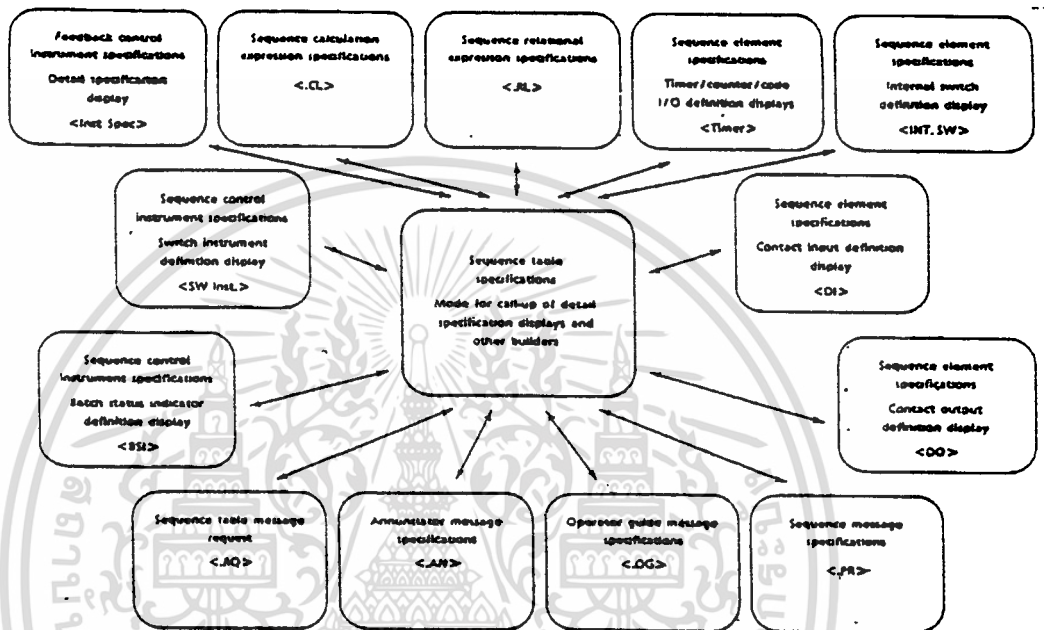 Feedback control
instrument specifications
Detail specification
display
<Inst Spec>
Sequence calculation
expression specifications
<.CL>
Sequence relational
expression specifications
<.RL>
Sequence element
specifications
Timer/counter/code
I/O definition displays
<Timer>
Sequence element
specifications
Internal switch
definition display
<INT. SW>
Sequence control
instrument specifications
Switch instrument
definition display
<SW Inst.>
Sequence table
specifications
Mode for call-up of detail
specification displays and
other builders
Sequence element
specifications
Contact input definition
display
<DI>
Sequence control
instrument specifications
Batch status indicator
definition display
<BSI>
Sequence element
specifications
Contact output
definition display
<DO>
Sequence table message
request
<.RQ>
Annunciator message
specifications
<.AN>
Operator guide message
specifications
<.OG>
Sequence message
specifications
<.PR>